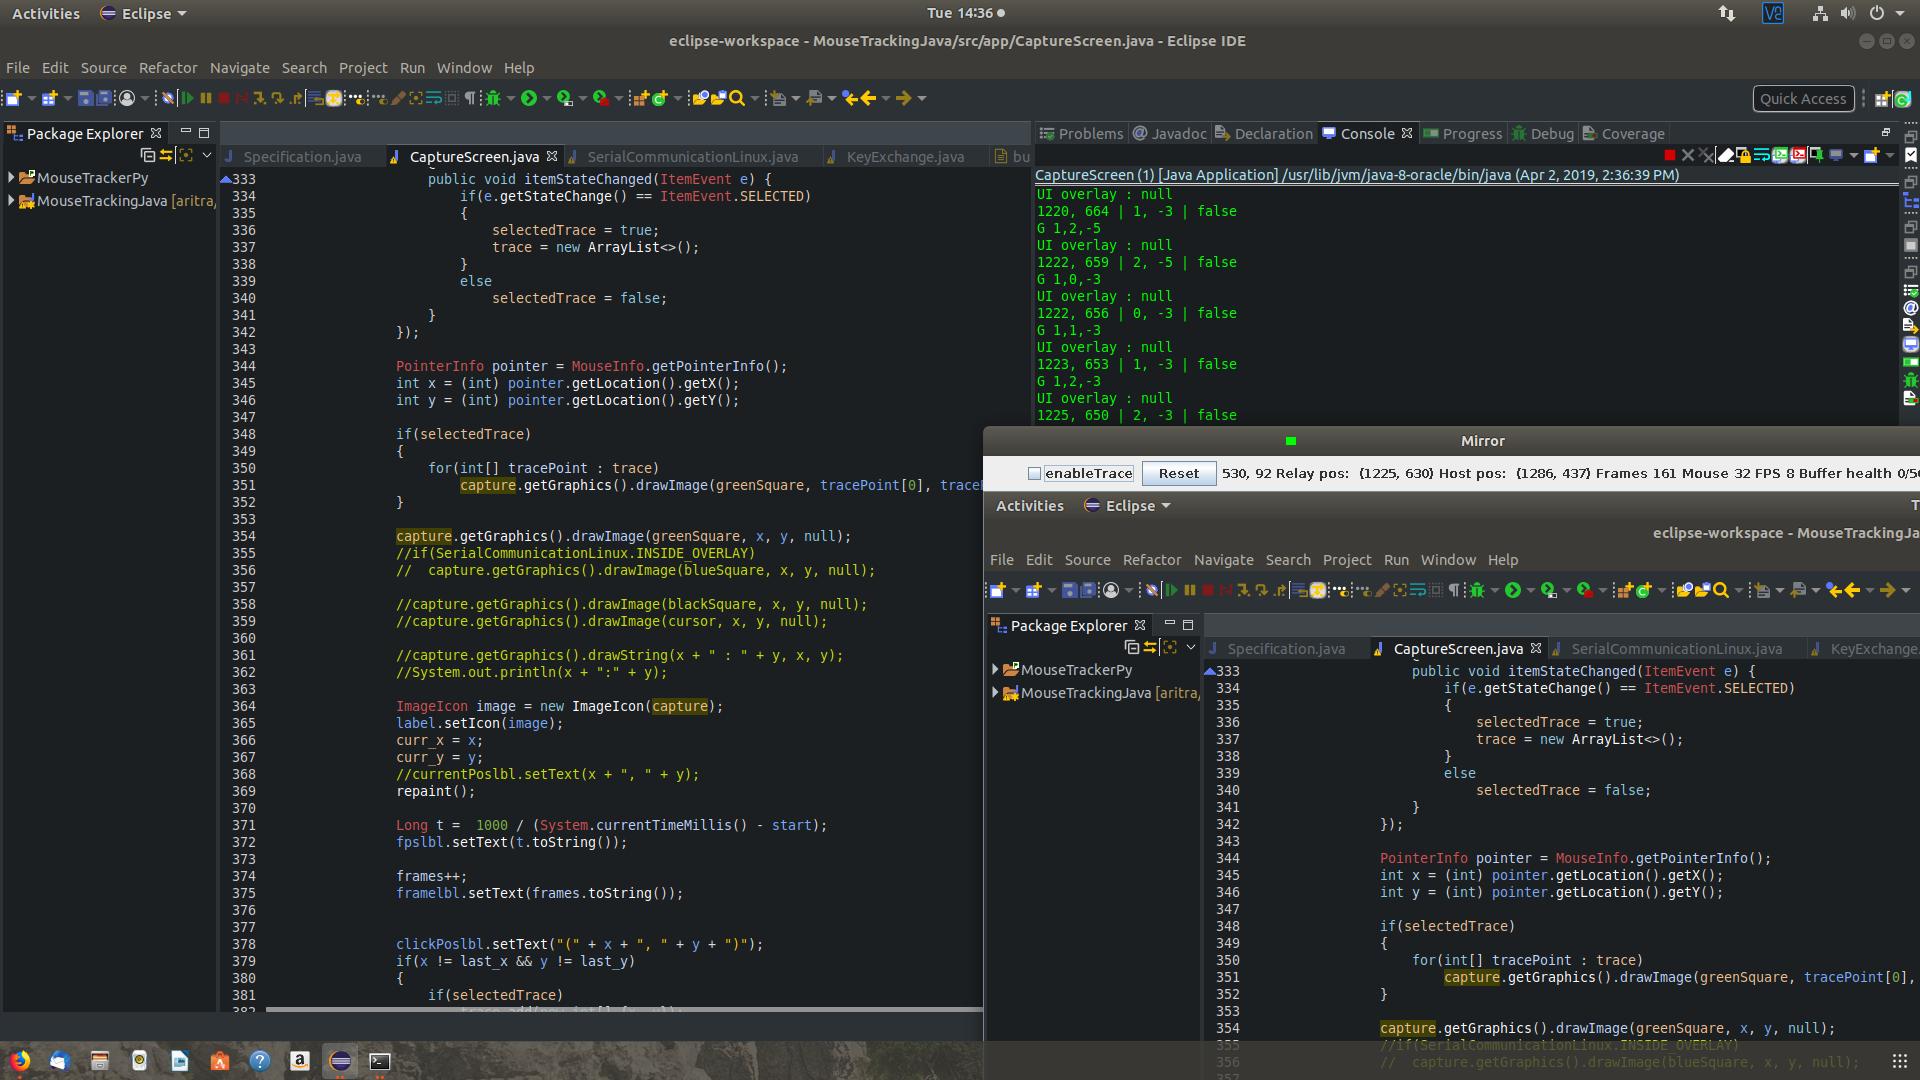 Activities Eclipse Tue 14:36
eclipse-workspace - MouseTrackingJava/src/app/CaptureScreen.java - Eclipse IDE
File Edit Source Refactor Navigate Search Project Run Window Help
Quick Access
Package Explorer
MouseTrackerPy
MouseTrackingJava [aritra/
Specification.java CaptureScreen.java SerialCommunicationLinux.java KeyExchange.java bu
333 public void itemStateChanged(ItemEvent e) {
334 if(e.getStateChange() == ItemEvent.SELECTED)
335 {
336 selectedTrace = true;
337 trace = new ArrayList<>();
338 }
339 else
340 selectedTrace = false;
341 }
342 });
343
344 PointerInfo pointer = MouseInfo.getPointerInfo();
345 int x = (int) pointer.getLocation().getX();
346 int y = (int) pointer.getLocation().getY();
347
348 if(selectedTrace)
349 {
350 for(int[] tracePoint : trace)
351 capture.getGraphics().drawImage(greenSquare, tracePoint[0], trace
352 }
353
354 capture.getGraphics().drawImage(greenSquare, x, y, null);
355 //if(SerialCommunicationLinux.INSIDE_OVERLAY)
356 // capture.getGraphics().drawImage(blueSquare, x, y, null);
357
358 //capture.getGraphics().drawImage(blackSquare, x, y, null);
359 //capture.getGraphics().drawImage(cursor, x, y, null);
360
361 //capture.getGraphics().drawString(x + " : " + y, x, y);
362 //System.out.println(x + ":" + y);
363
364 ImageIcon image = new ImageIcon(capture);
365 label.setIcon(image);
366 curr_x = x;
367 curr_y = y;
368 //currentPoslbl.setText(x + ", " + y);
369 repaint();
370
371 Long t =  1000 / (System.currentTimeMillis() - start);
372 fpslbl.setText(t.toString());
373
374 frames++;
375 framelbl.setText(frames.toString());
376
377
378 clickPoslbl.setText("(" + x + ", " + y + ")");
379 if(x != last_x && y != last_y)
380 {
381 if(selectedTrace)
382
Problems Javadoc Declaration Console Progress Debug Coverage
CaptureScreen (1) [Java Application] /usr/lib/jvm/java-8-oracle/bin/java (Apr 2, 2019, 2:36:39 PM)
UI overlay : null
1220, 664 | 1, -3 | false
G 1,2,-5
UI overlay : null
1222, 659 | 2, -5 | false
G 1,0,-3
UI overlay : null
1222, 656 | 0, -3 | false
G 1,1,-3
UI overlay : null
1223, 653 | 1, -3 | false
G 1,2,-3
UI overlay : null
1225, 650 | 2, -3 | false
Mirror
enableTrace Reset 530, 92 Relay pos: (1225, 630) Host pos: (1286, 437) Frames 161 Mouse 32 FPS 8 Buffer health 0/50
Activities Eclipse T
eclipse-workspace - MouseTrackingJa
File Edit Source Refactor Navigate Search Project Run Window Help
Package Explorer
MouseTrackerPy
MouseTrackingJava [aritra/
Specification.java CaptureScreen.java SerialCommunicationLinux.java KeyExchange.
333 public void itemStateChanged(ItemEvent e) {
334 if(e.getStateChange() == ItemEvent.SELECTED)
335 {
336 selectedTrace = true;
337 trace = new ArrayList<>();
338 }
339 else
340 selectedTrace = false;
341 }
342 });
343
344 PointerInfo pointer = MouseInfo.getPointerInfo();
345 int x = (int) pointer.getLocation().getX();
346 int y = (int) pointer.getLocation().getY();
347
348 if(selectedTrace)
349 {
350 for(int[] tracePoint : trace)
351 capture.getGraphics().drawImage(greenSquare, tracePoint[0],
352 }
353
354 capture.getGraphics().drawImage(greenSquare, x, y, null);
355 //if(SerialCommunicationLinux.INSIDE_OVERLAY)
356 // capture.getGraphics().drawImage(blueSquare, x, y, null);
357